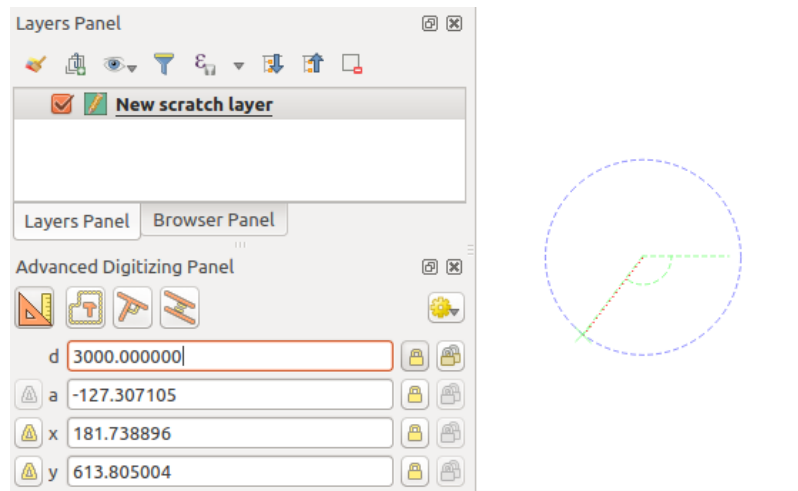 Layers Panel
New scratch layer
Layers Panel Browser Panel
Advanced Digitizing Panel
d 3000.000000
a -127.307105
x 181.738896
y 613.805004